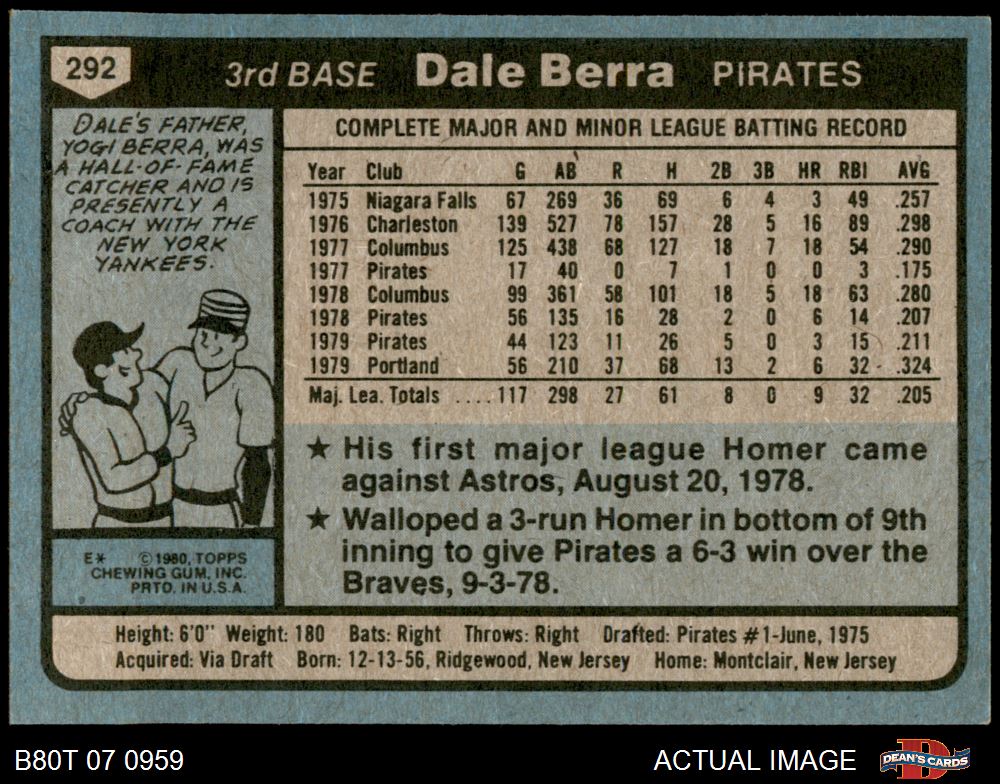 292
3rd BASE Dale Berra PIRATES
DALE'S FATHER,
YOGI BERRA, WAS
A HALL-OF-FAME
CATCHER AND IS
PRESENTLY A
COACH WITH THE
NEW YORK
YANKEES.
COMPLETE MAJOR AND MINOR LEAGUE BATTING RECORD
Year Club G AB R H 2B 3B HR RBI AVG
1975 Niagara Falls 67 269 36 69 6 4 3 49 .257
1976 Charleston 139 527 78 157 28 5 16 89 .298
1977 Columbus 125 438 68 127 18 7 18 54 .290
1977 Pirates 17 40 0 7 1 0 0 3 .175
1978 Columbus 99 361 58 101 18 5 18 63 .280
1978 Pirates 56 135 16 28 2 0 6 14 .207
1979 Pirates 44 123 11 26 5 0 3 15 .211
1979 Portland 56 210 37 68 13 2 6 32 .324
Maj. Lea. Totals .... 117 298 27 61 8 0 9 32 .205
★ His first major league Homer came
against Astros, August 20, 1978.
★ Walloped a 3-run Homer in bottom of 9th
inning to give Pirates a 6-3 win over the
Braves, 9-3-78.
E* ©1980, TOPPS
CHEWING GUM, INC.
PRTD. IN U.S.A.
Height: 6'0" Weight: 180 Bats: Right Throws: Right Drafted: Pirates #1-June, 1975
Acquired: Via Draft Born: 12-13-56, Ridgewood, New Jersey Home: Montclair, New Jersey
B80T 07 0959
ACTUAL IMAGE
D
DEAN'S CARDS